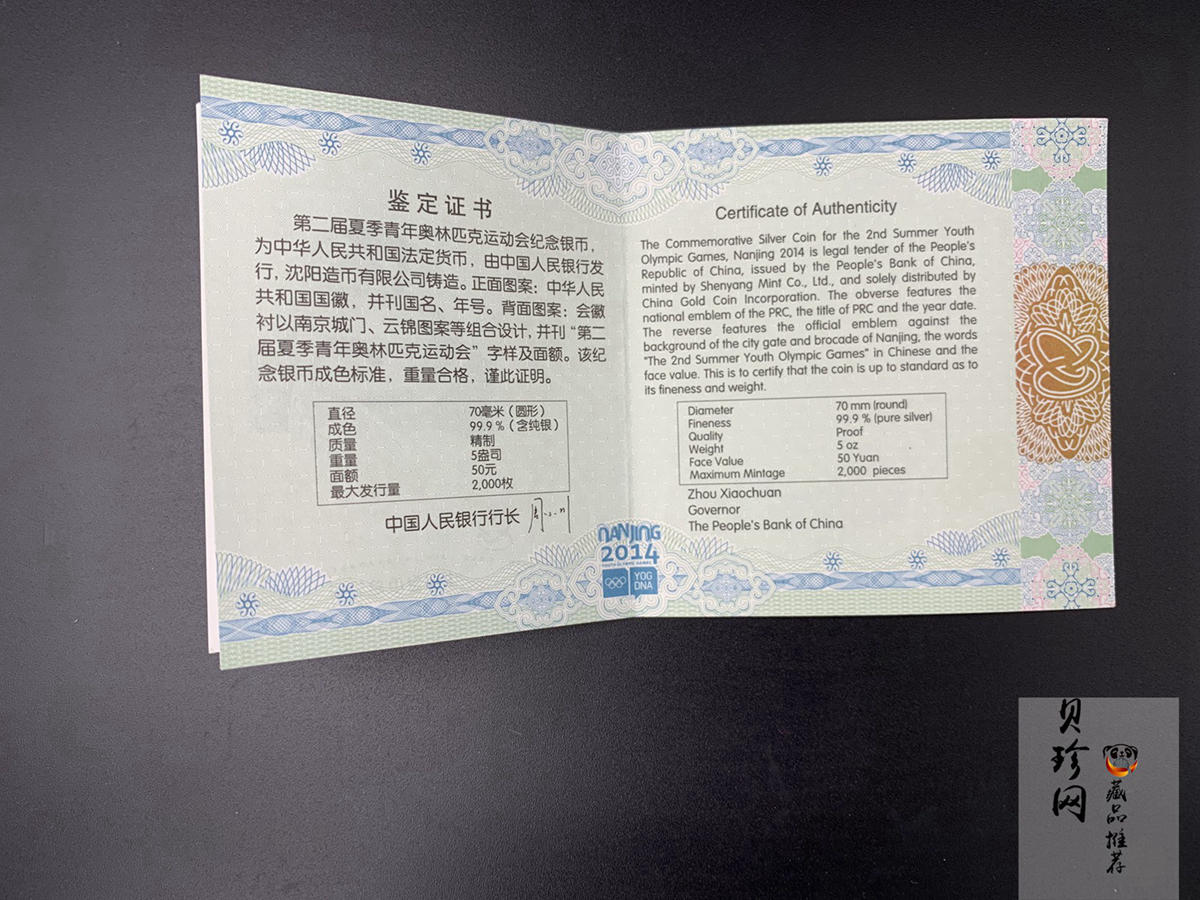 鉴定证书
第二届夏季青年奥林匹克运动会纪念银币，
为中华人民共和国法定货币，由中国人民银行发
行，沈阳造币有限公司铸造。正面图案：中华人民
共和国国徽，并刊国名、年号。背面图案：会徽
衬以南京城门、云锦图案等组合设计，并刊“第二
届夏季青年奥林匹克运动会”字样及面额。该纪
念银币成色标准，重量合格，谨此证明。
直径 70毫米（圆形）
成色 99.9％（含纯银）
质量 精制
重量 5盎司
面额 50元
最大发行量 2,000枚
中国人民银行行长
Certificate of Authenticity
The Commemorative Silver Coin for the 2nd Summer Youth
Olympic Games, Nanjing 2014 is legal tender of the People's
Republic of China, issued by the People's Bank of China,
minted by Shenyang Mint Co., Ltd., and solely distributed by
China Gold Coin Incorporation. The obverse features the
national emblem of the PRC, the title of PRC and the year date.
The reverse features the official emblem against the
background of the city gate and brocade of Nanjing, the words
"The 2nd Summer Youth Olympic Games" in Chinese and the
face value. This is to certify that the coin is up to standard as to
its fineness and weight.
Diameter 70 mm (round)
Fineness 99.9 % (pure silver)
Quality Proof
Weight 5 oz
Face Value 50 Yuan
Maximum Mintage 2,000 pieces
Zhou Xiaochuan
Governor
The People's Bank of China
NANJING
2014
YOUTH OLYMPIC GAMES
YOG
DNA
贝珍网
藏品推荐